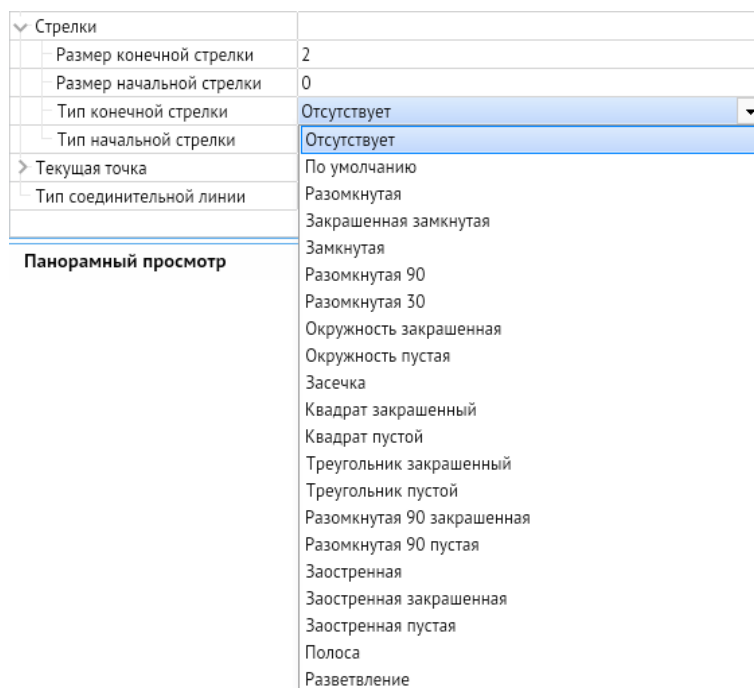 Стрелки
Размер конечной стрелки 2
Размер начальной стрелки 0
Тип конечной стрелки Отсутствует
Тип начальной стрелки Отсутствует
Текущая точка По умолчанию
Тип соединительной линии Разомкнутая
Закрашенная замкнутая
Замкнутая
Панорамный просмотр
Разомкнутая 90
Разомкнутая 30
Окружность закрашенная
Окружность пустая
Засечка
Квадрат закрашенный
Квадрат пустой
Треугольник закрашенный
Треугольник пустой
Разомкнутая 90 закрашенная
Разомкнутая 90 пустая
Заостренная
Заостренная закрашенная
Заостренная пустая
Полоса
Разветвление